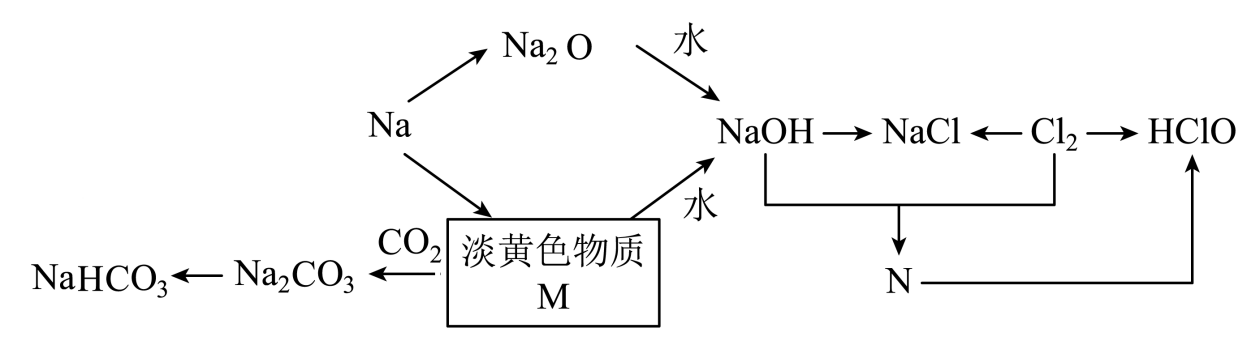 Na₂O
水
Na
NaOH
NaCl
Cl₂
HClO
水
CO₂
淡黄色物质
M
NaHCO₃
Na₂CO₃
N